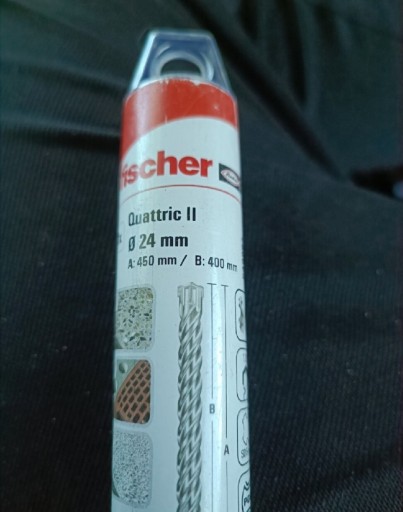 fischer
Quattric II
Ø 24 mm
A: 450 mm / B: 400 mm
B
A